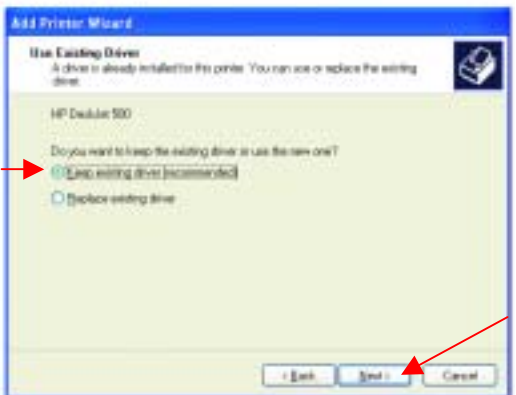 Add Printer Wizard
Use Existing Driver
A driver is already installed for this printer. You can use or replace the existing
driver.
HP DeskJet 500
Do you want to keep the existing driver or use the new one?
Keep existing driver (recommended)
Replace existing driver
< Back
Next >
Cancel